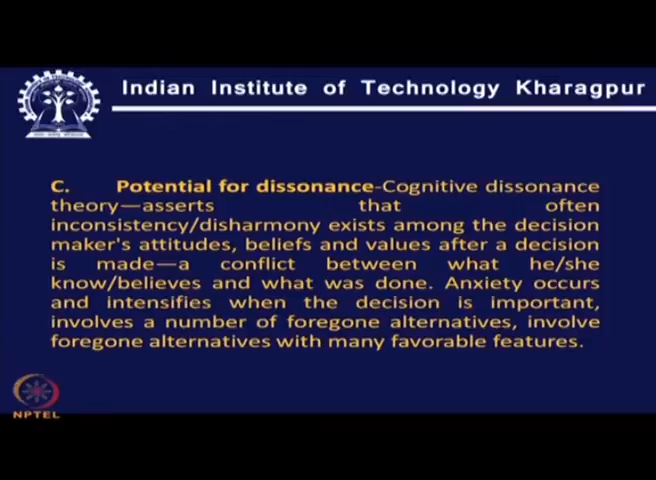 Indian Institute of Technology Kharagpur
C. Potential for dissonance-Cognitive dissonance
theory—asserts that often
inconsistency/disharmony exists among the decision
maker's attitudes, beliefs and values after a decision
is made—a conflict between what he/she
know/believes and what was done. Anxiety occurs
and intensifies when the decision is important,
involves a number of foregone alternatives, involve
foregone alternatives with many favorable features.
NPTEL